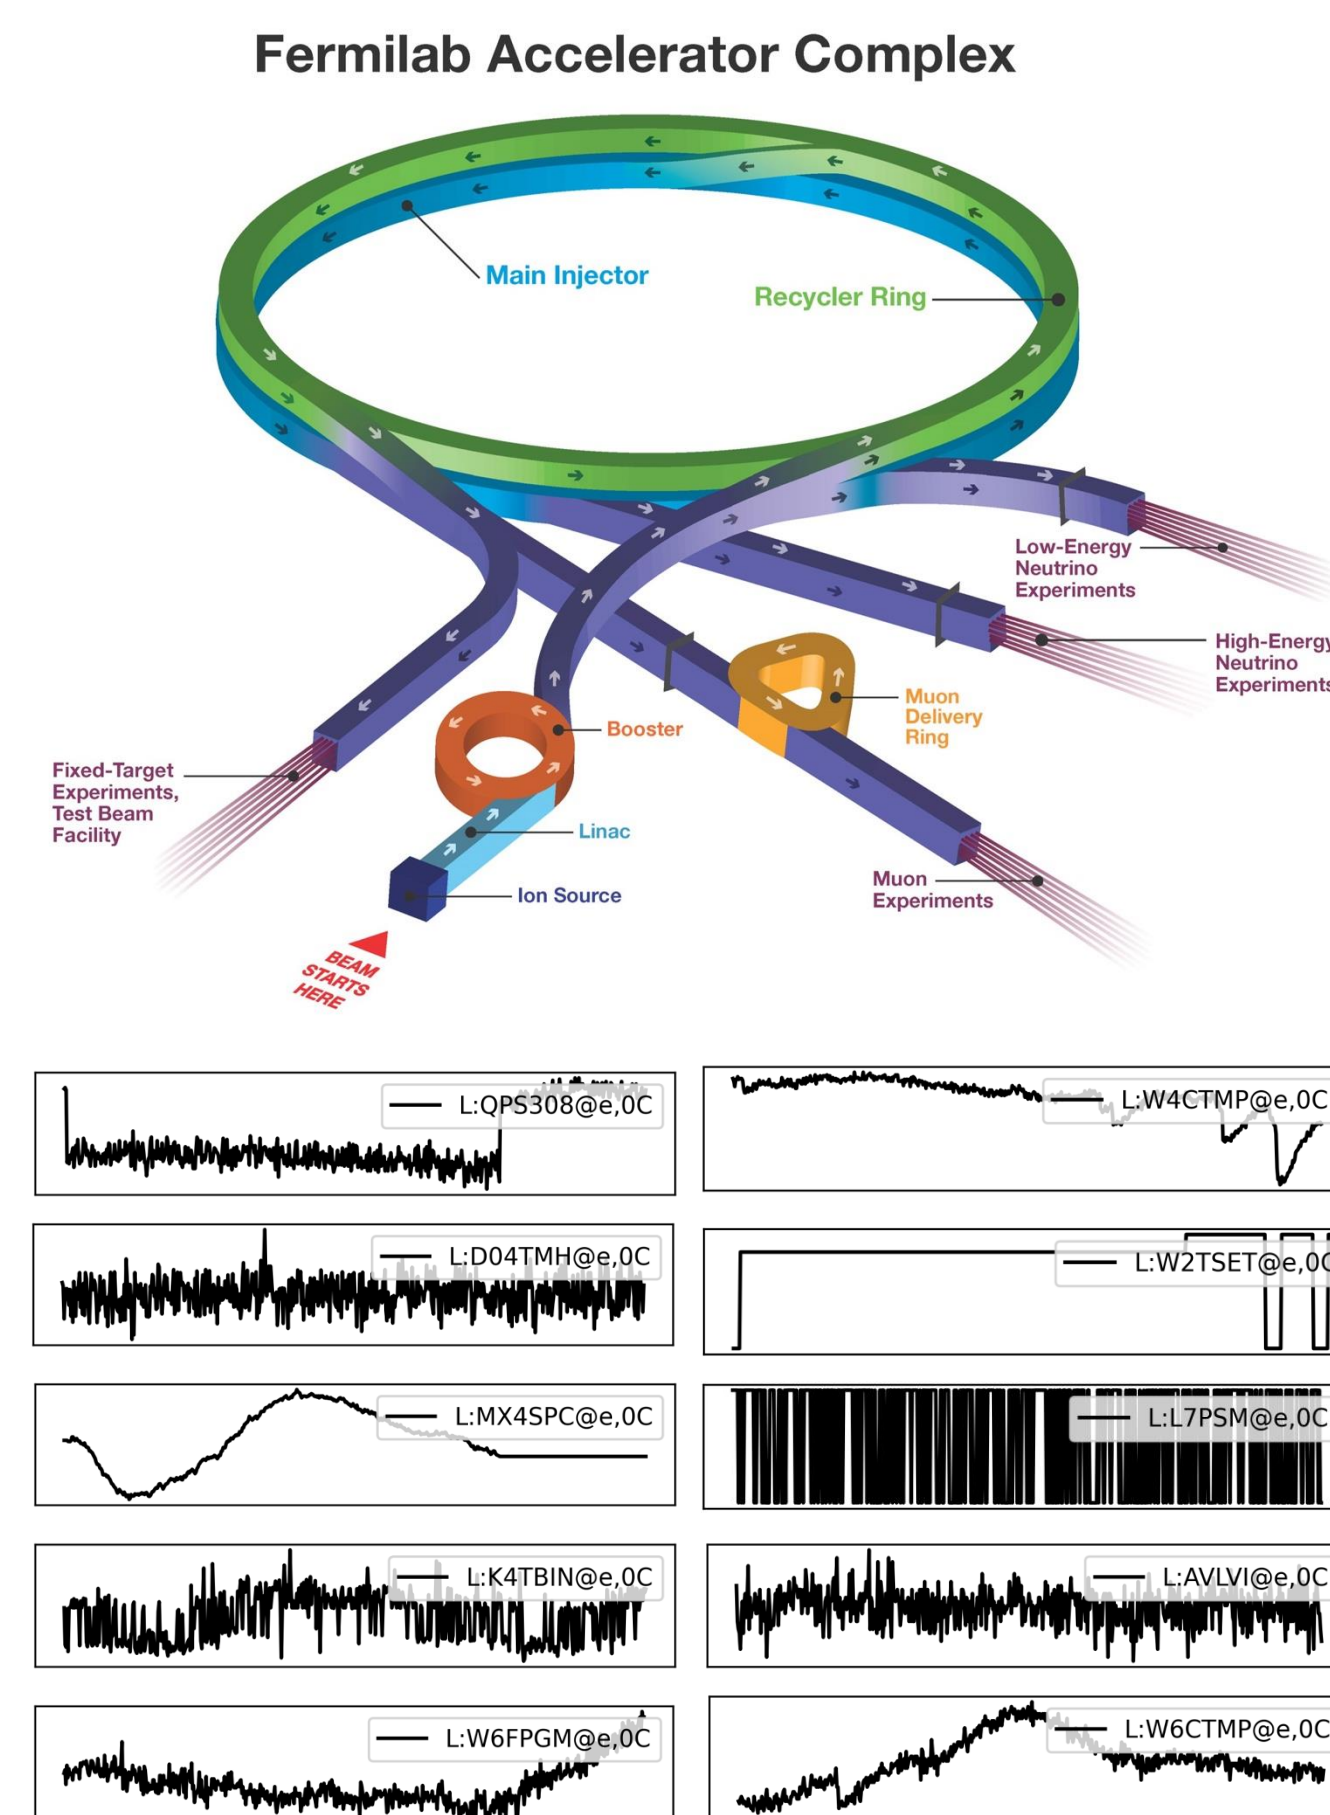 Fermilab Accelerator Complex
Main Injector
Recycler Ring
Low-Energy
Neutrino
Experiments
High-Energy
Neutrino
Experiments
Muon
Delivery
Ring
Booster
Fixed-Target
Experiments,
Test Beam
Facility
Linac
Muon
Experiments
Ion Source
BEAM
STARTS
HERE
L:QPS308@e,0C
L:W4CTMP@e,0C
L:D04TMH@e,0C
L:W2TSET@e,0C
L:MX4SPC@e,0C
L:L7PSM@e,0C
L:K4TBIN@e,0C
L:AVLVI@e,0C
L:W6FPGM@e,0C
L:W6CTMP@e,0C